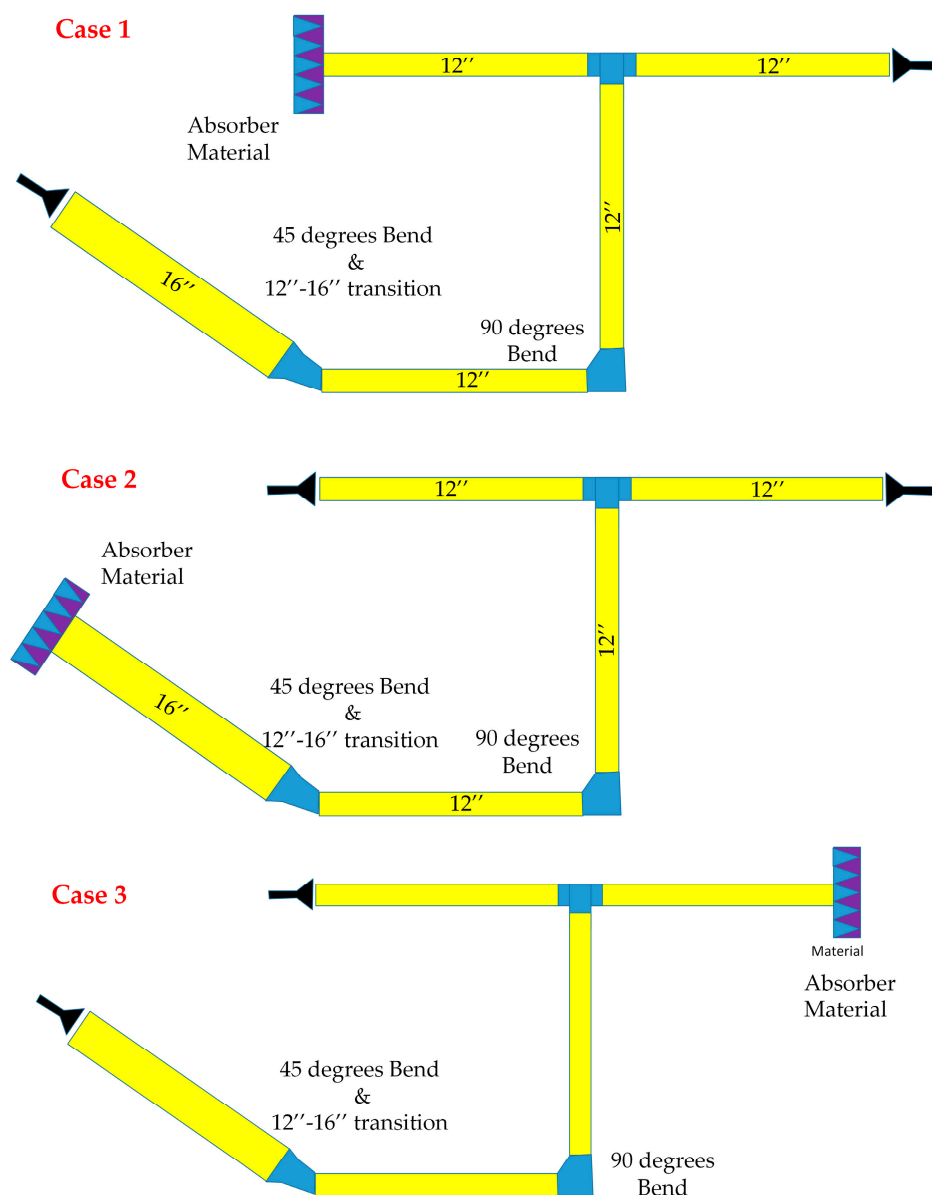 Case 1
12’’
12’’
Absorber
Material
12’’
16’’
45 degrees Bend
&
12’’-16’’ transition
90 degrees
Bend
12’’
Case 2
12’’
12’’
Absorber
Material
12’’
16’’
45 degrees Bend
&
12’’-16’’ transition
90 degrees
Bend
12’’
Case 3
Material
Absorber
Material
45 degrees Bend
&
12’’-16’’ transition
90 degrees
Bend